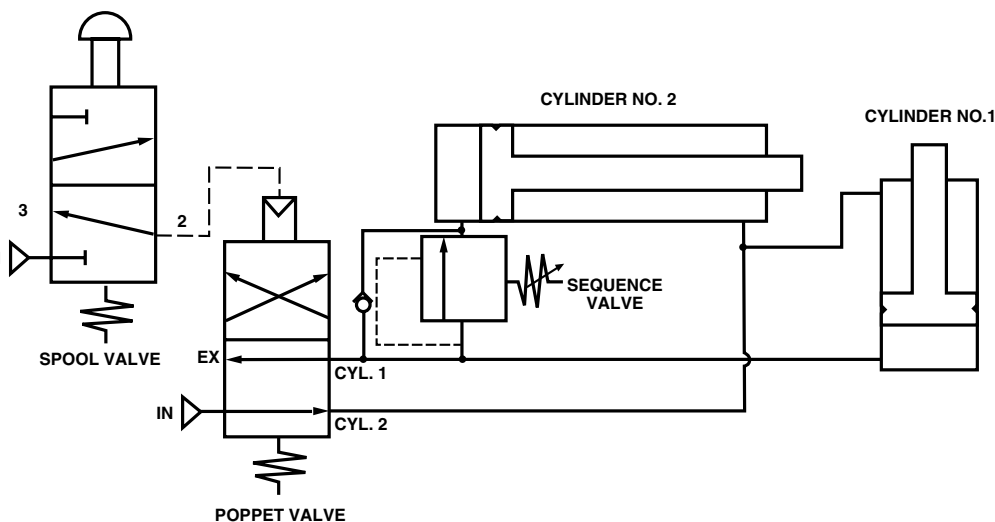 CYLINDER NO. 2
CYLINDER NO.1
3
2
SEQUENCE
VALVE
SPOOL VALVE
EX
CYL. 1
IN
CYL. 2
POPPET VALVE